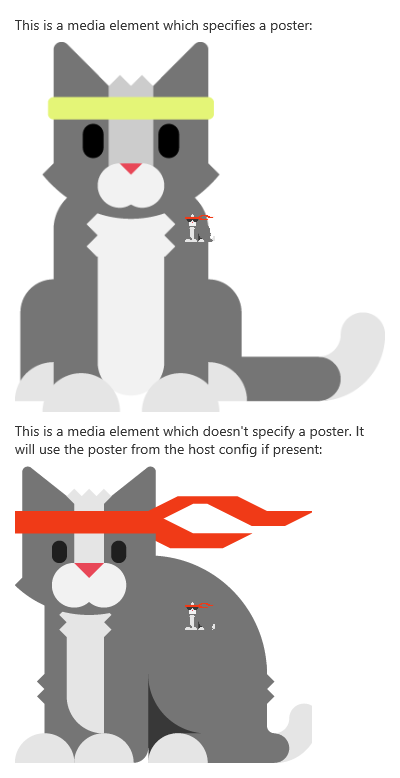 This is a media element which specifies a poster:
This is a media element which doesn't specify a poster. It
will use the poster from the host config if present: